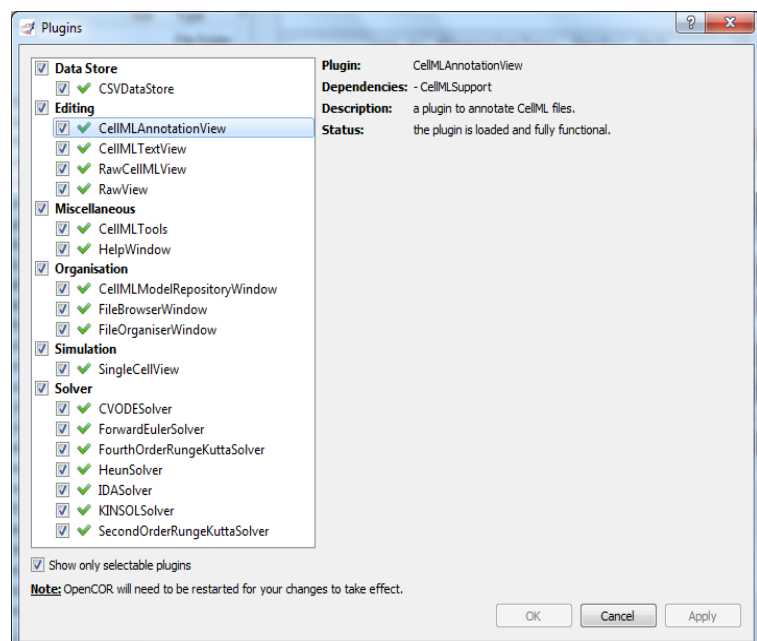 Plugins
Data Store
CSVDataStore
Editing
CellMLAnnotationView
CellMLTextView
RawCellMLView
RawView
Miscellaneous
CellMLTools
HelpWindow
Organisation
CellMLModelRepositoryWindow
FileBrowserWindow
FileOrganiserWindow
Simulation
SingleCellView
Solver
CVODESolver
ForwardEulerSolver
FourthOrderRungeKuttaSolver
HeunSolver
IDASolver
KINSOLSolver
SecondOrderRungeKuttaSolver
Plugin: CellMLAnnotationView
Dependencies: - CellMLSupport
Description: a plugin to annotate CellML files.
Status: the plugin is loaded and fully functional.
Show only selectable plugins
Note: OpenCOR will need to be restarted for your changes to take effect.
OK Cancel Apply